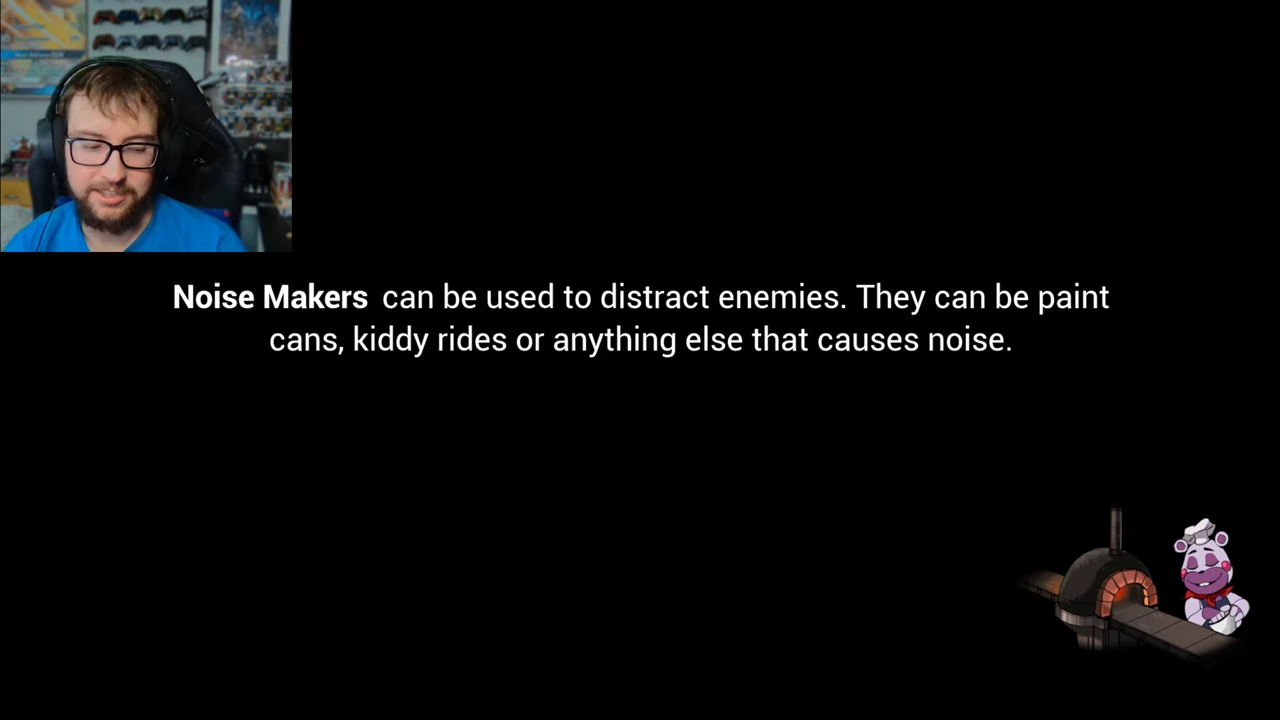 Noise Makers can be used to distract enemies. They can be paint
cans, kiddy rides or anything else that causes noise.